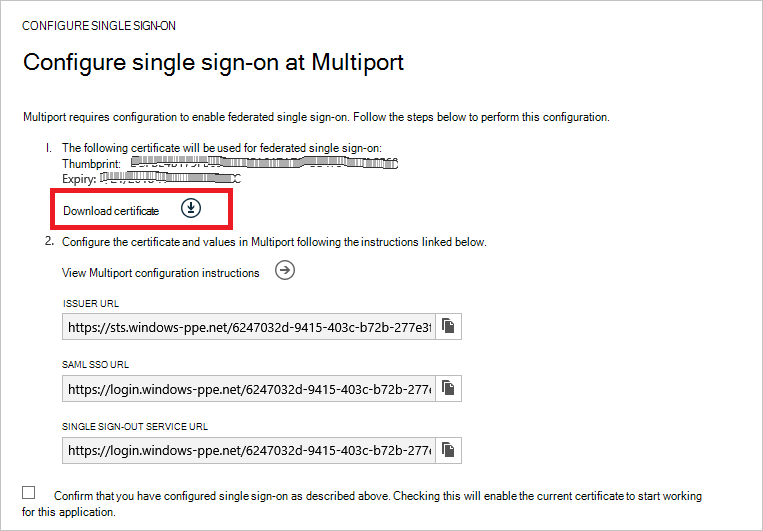 CONFIGURE SINGLE SIGN-ON
Configure single sign-on at Multiport
Multiport requires configuration to enable federated single sign-on. Follow the steps below to perform this configuration.
1. The following certificate will be used for federated single sign-on:
Thumbprint:
Expiry:
Download certificate
2. Configure the certificate and values in Multiport following the instructions linked below.
View Multiport configuration instructions
ISSUER URL
https://sts.windows-ppe.net/6247032d-9415-403c-b72b-277e3f
SAML SSO URL
https://login.windows-ppe.net/6247032d-9415-403c-b72b-277e
SINGLE SIGN-OUT SERVICE URL
https://login.windows-ppe.net/6247032d-9415-403c-b72b-277e
Confirm that you have configured single sign-on as described above. Checking this will enable the current certificate to start working
for this application.